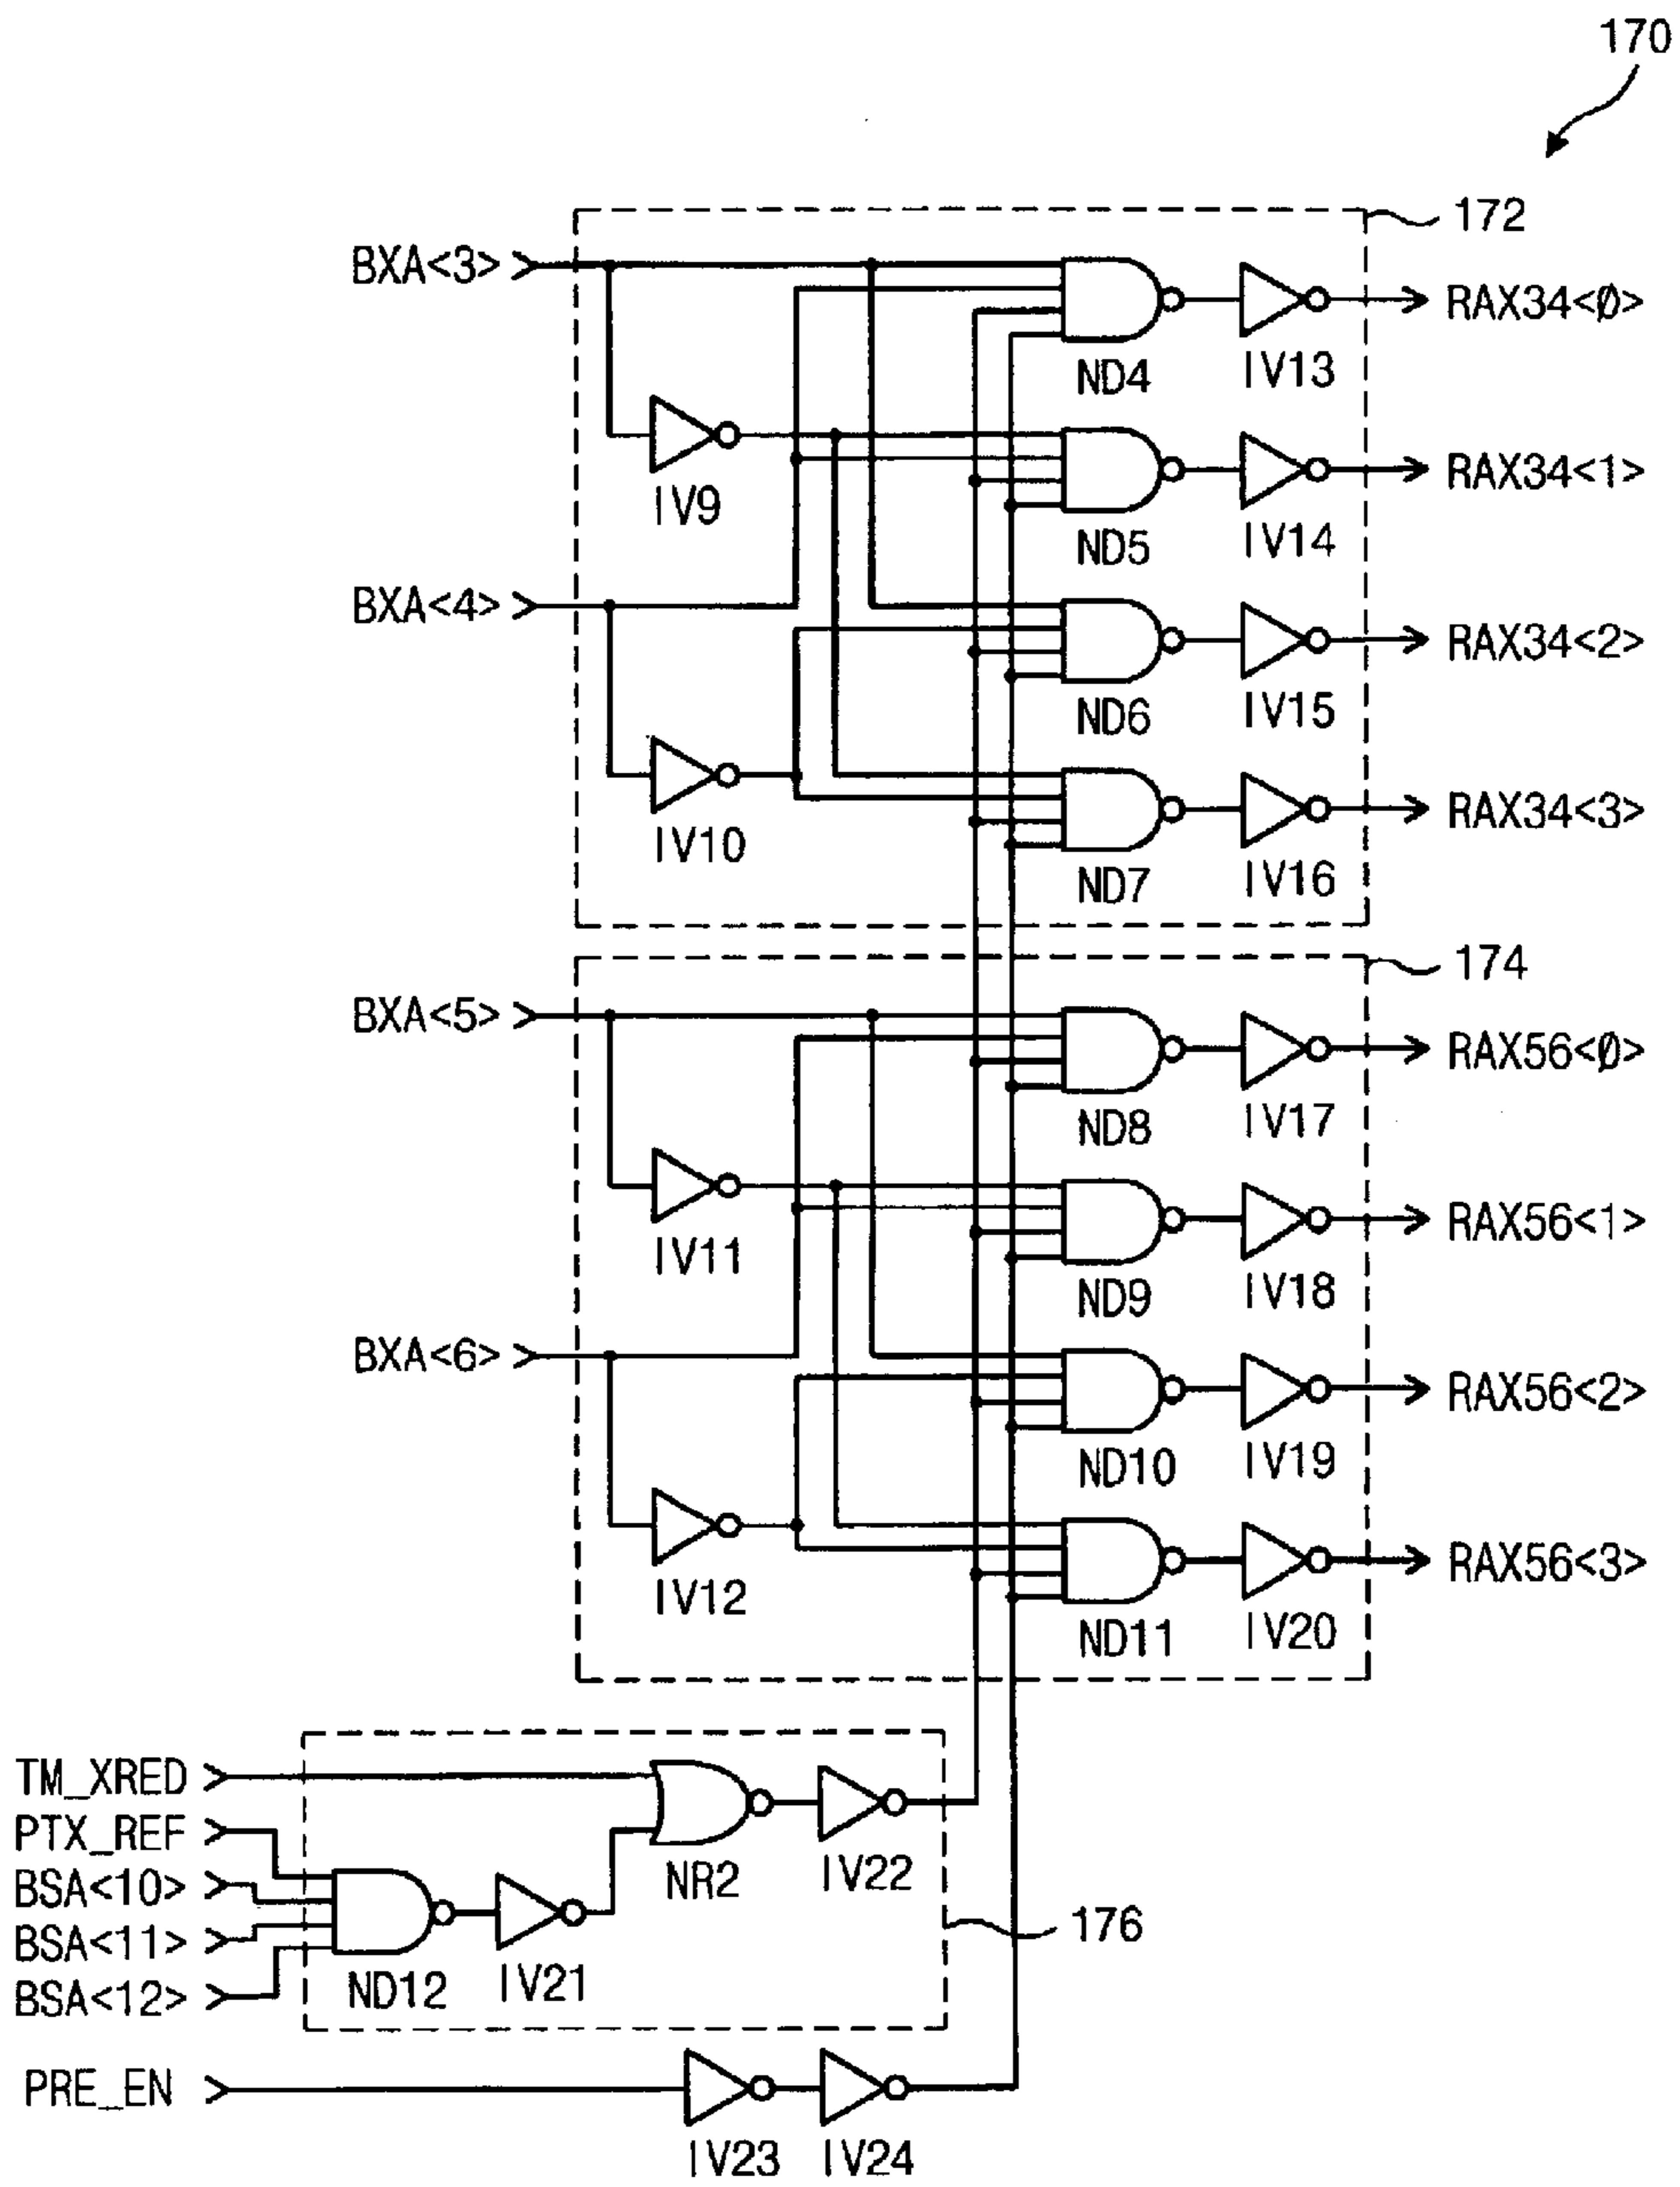 170
172
BXA<3>
RAX34<0>
ND4
IV13
IV9
RAX34<1>
ND5
IV14
BXA<4>
RAX34<2>
ND6
IV15
IV10
RAX34<3>
ND7
IV16
174
BXA<5>
RAX56<0>
ND8
IV17
IV11
RAX56<1>
ND9
IV18
BXA<6>
RAX56<2>
ND10
IV19
IV12
RAX56<3>
ND11
IV20
TM_XRED
PTX_REF
BSA<10>
BSA<11>
BSA<12>
NR2
IV22
176
ND12
IV21
PRE_EN
IV23
IV24